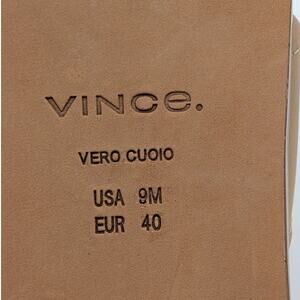 VINCe.
VERO CUOIO
USA 9M
EUR 40